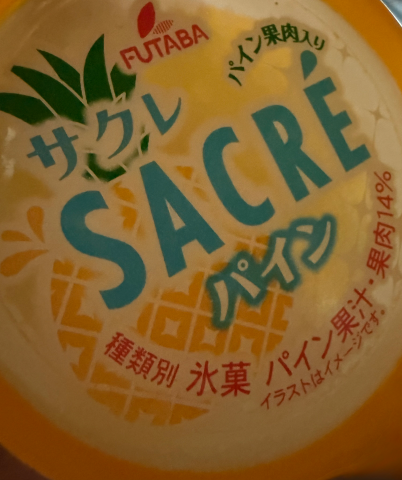 FUTABA
パイン果肉入り
サクレ
SACRÉ
パイン
種類別 氷菓 パイン果汁・果肉14%
イラストはイメージです。